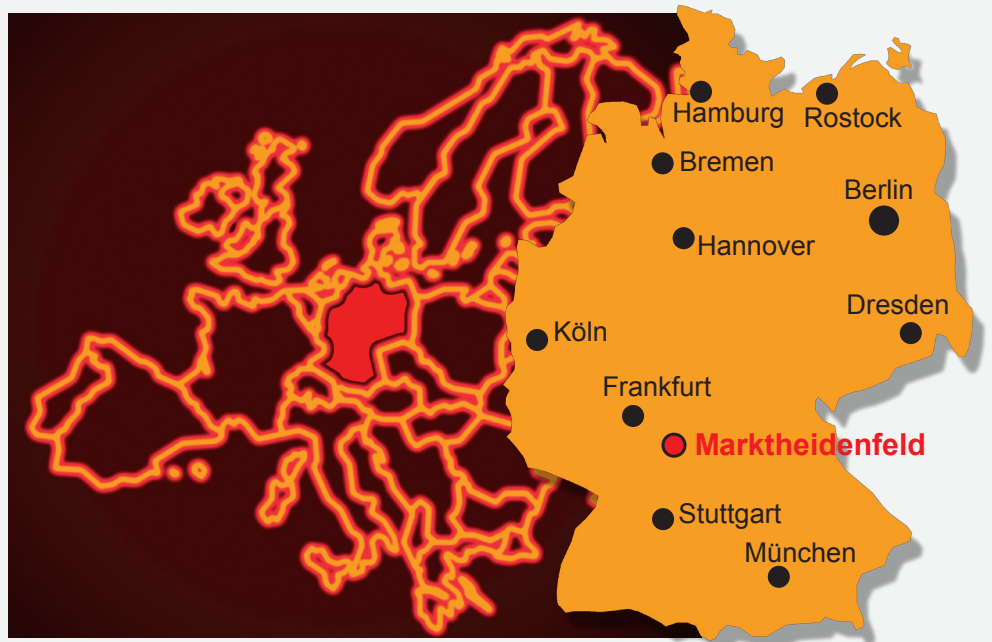 Hamburg
Rostock
Bremen
Berlin
Hannover
Dresden
Köln
Frankfurt
Marktheidenfeld
Stuttgart
München